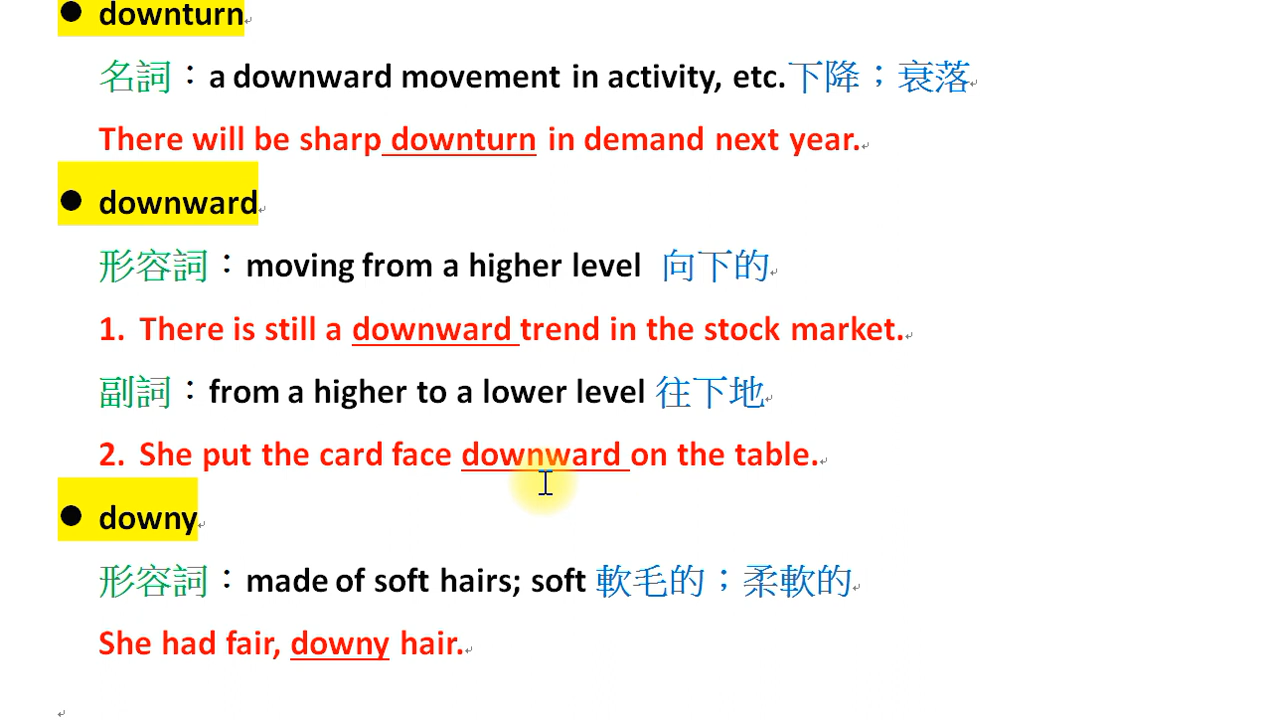 ● downturn
名詞：a downward movement in activity, etc.下降；衰落
There will be sharp downturn in demand next year.
● downward
形容詞：moving from a higher level 向下的
1. There is still a downward trend in the stock market.
副詞：from a higher to a lower level 往下地
2. She put the card face downward on the table.
● downy
形容詞：made of soft hairs; soft 軟毛的；柔軟的
She had fair, downy hair.